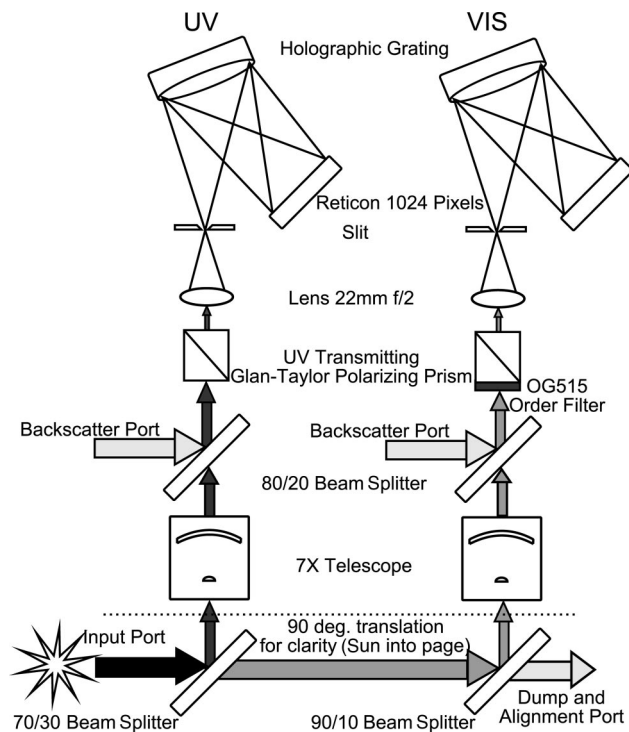 UV
VIS
Holographic Grating
Reticon 1024 Pixels
Slit
Lens 22mm f/2
UV Transmitting
Glan-Taylor Polarizing Prism
OG515
Order Filter
Backscatter Port
Backscatter Port
80/20 Beam Splitter
7X Telescope
Input Port
90 deg. translation
for clarity (Sun into page)
70/30 Beam Splitter
90/10 Beam Splitter
Dump and
Alignment Port